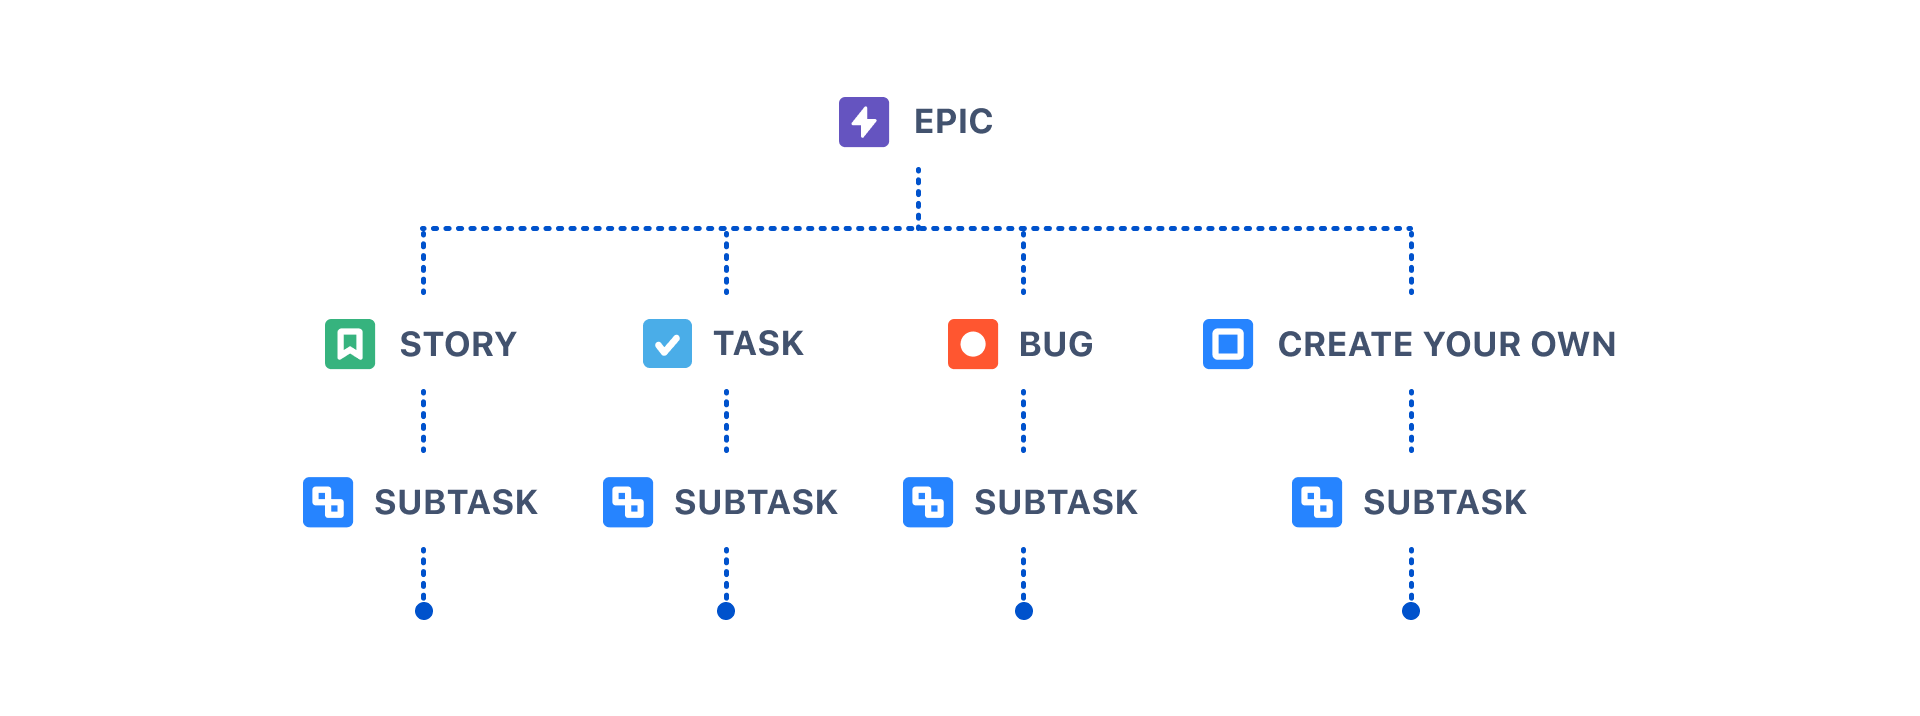 EPIC
STORY
TASK
BUG
CREATE YOUR OWN
SUBTASK
SUBTASK
SUBTASK
SUBTASK